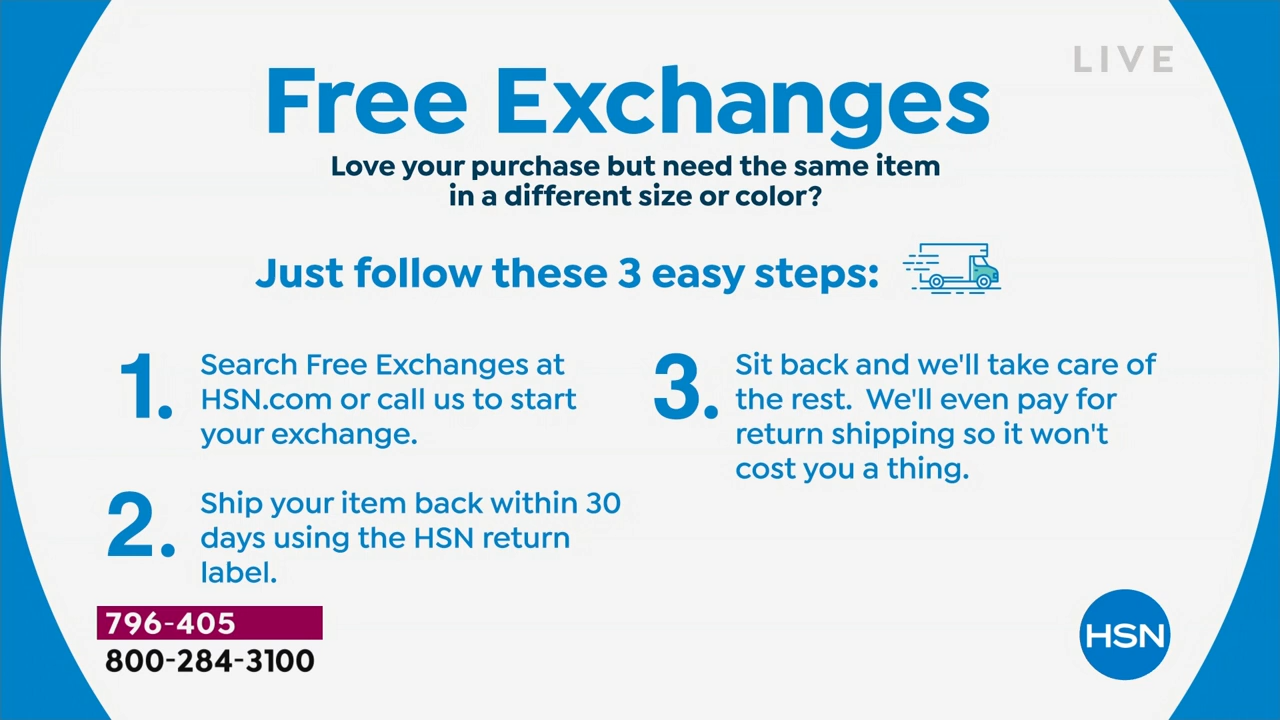 LIVE
Free Exchanges
Love your purchase but need the same item
in a different size or color?
Just follow these 3 easy steps:
1. Search Free Exchanges at
HSN.com or call us to start
your exchange.
2. Ship your item back within 30
days using the HSN return
label.
3. Sit back and we'll take care of
the rest.  We'll even pay for
return shipping so it won't
cost you a thing.
796-405
800-284-3100
HSN